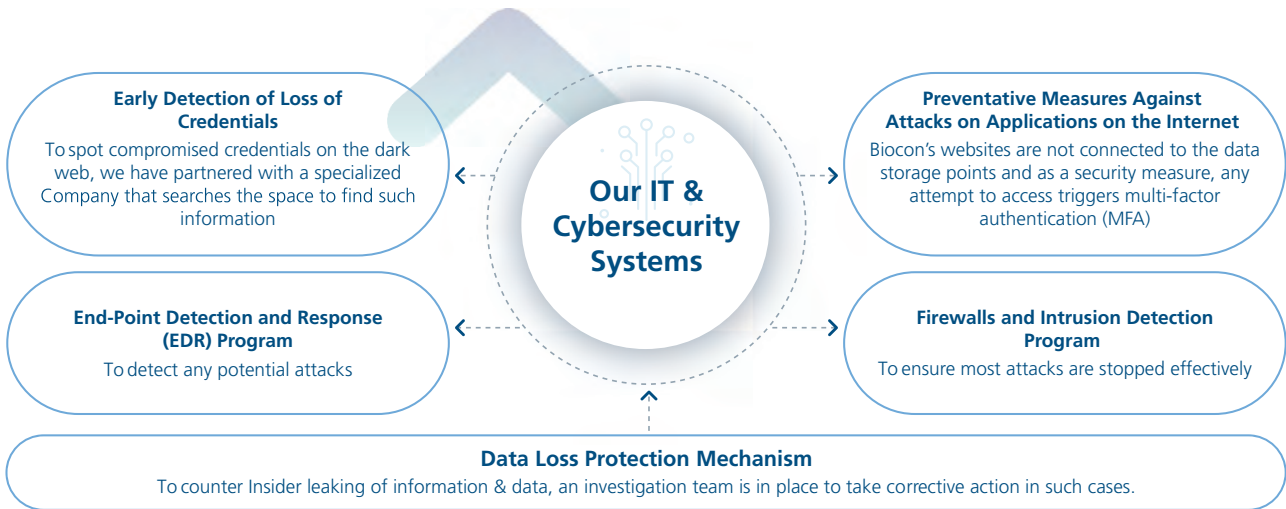 Early Detection of Loss of
Credentials
To spot compromised credentials on the dark
web, we have partnered with a specialized
Company that searches the space to find such
information
Preventative Measures Against
Attacks on Applications on the Internet
Biocon's websites are not connected to the data
storage points and as a security measure, any
attempt to access triggers multi-factor
authentication (MFA)
Our IT &
Cybersecurity
Systems
End-Point Detection and Response
(EDR) Program
To detect any potential attacks
Firewalls and Intrusion Detection
Program
To ensure most attacks are stopped effectively
Data Loss Protection Mechanism
To counter Insider leaking of information & data, an investigation team is in place to take corrective action in such cases.